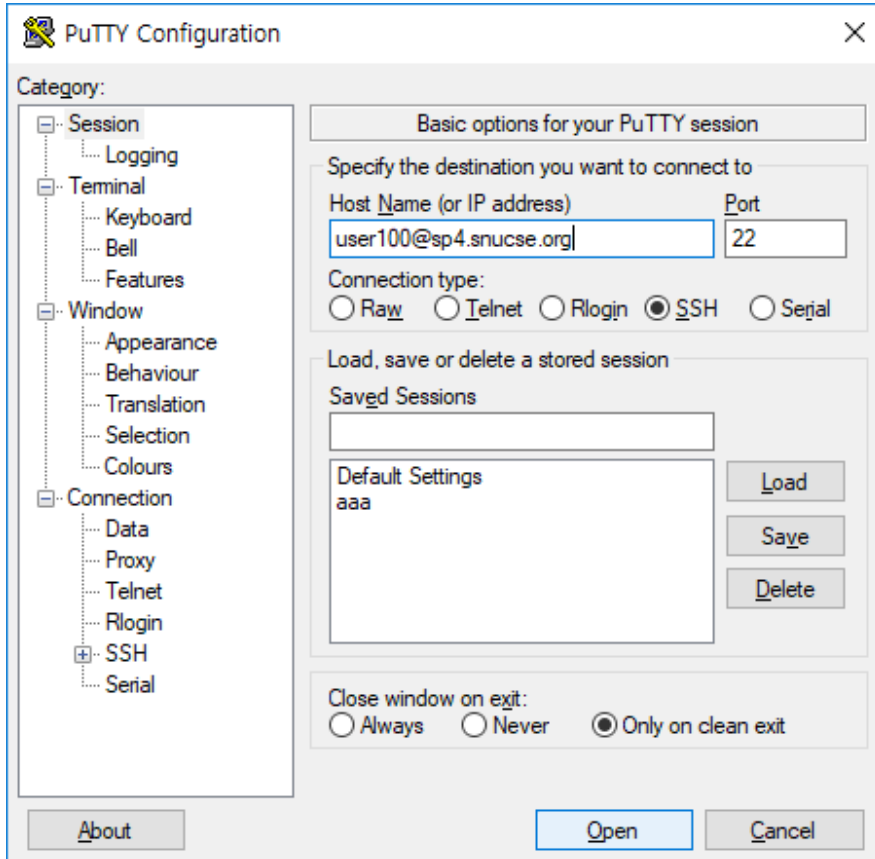 PuTTY Configuration
Category:
Session
Logging
Terminal
Keyboard
Bell
Features
Window
Appearance
Behaviour
Translation
Selection
Colours
Connection
Data
Proxy
Telnet
Rlogin
SSH
Serial
Basic options for your PuTTY session
Specify the destination you want to connect to
Host Name (or IP address) Port
user100@sp4.snucse.org 22
Connection type:
Raw Telnet Rlogin SSH Serial
Load, save or delete a stored session
Saved Sessions
Default Settings
aaa
Load
Save
Delete
Close window on exit:
Always Never Only on clean exit
About Open Cancel